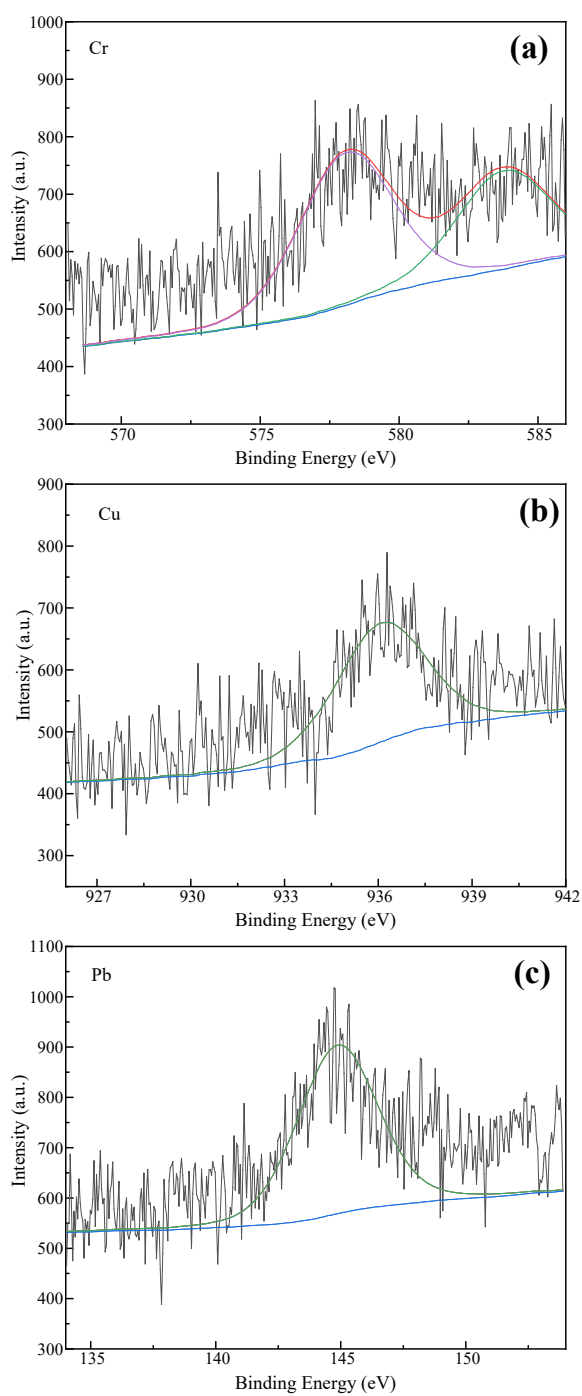 1000
(a)
Cr
900
800
700
600
500
400
300
Intensity (a.u.)
570 575 580 585
Binding Energy (eV)
900
(b)
Cu
800
700
600
500
400
300
Intensity (a.u.)
927 930 933 936 939 942
Binding Energy (eV)
1100
(c)
Pb
1000
900
800
700
600
500
400
300
Intensity (a.u.)
135 140 145 150
Binding Energy (eV)